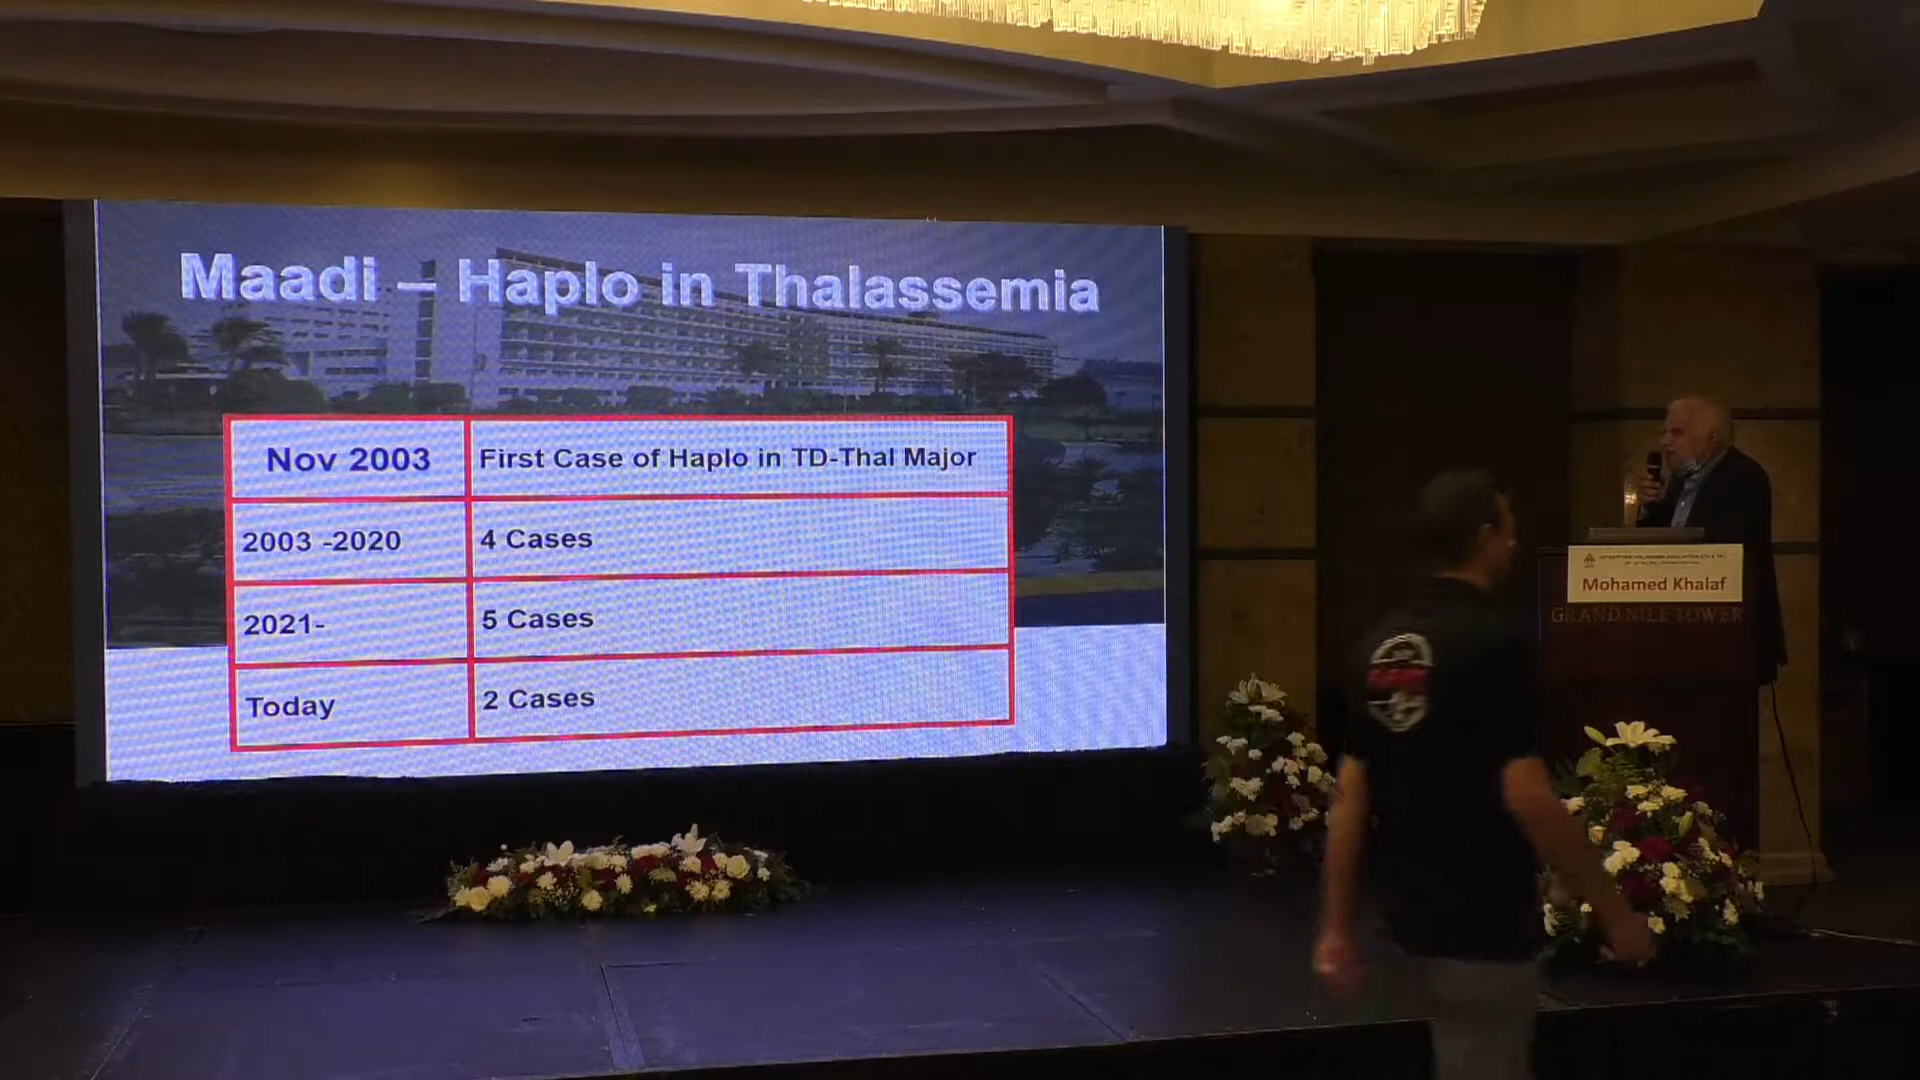 Maadi – Haplo in Thalassemia
Nov 2003
First Case of Haplo in TD-Thal Major
2003 -2020
4 Cases
2021-
5 Cases
Today
2 Cases
Mohamed Khalaf
GRAND NILE TOWER